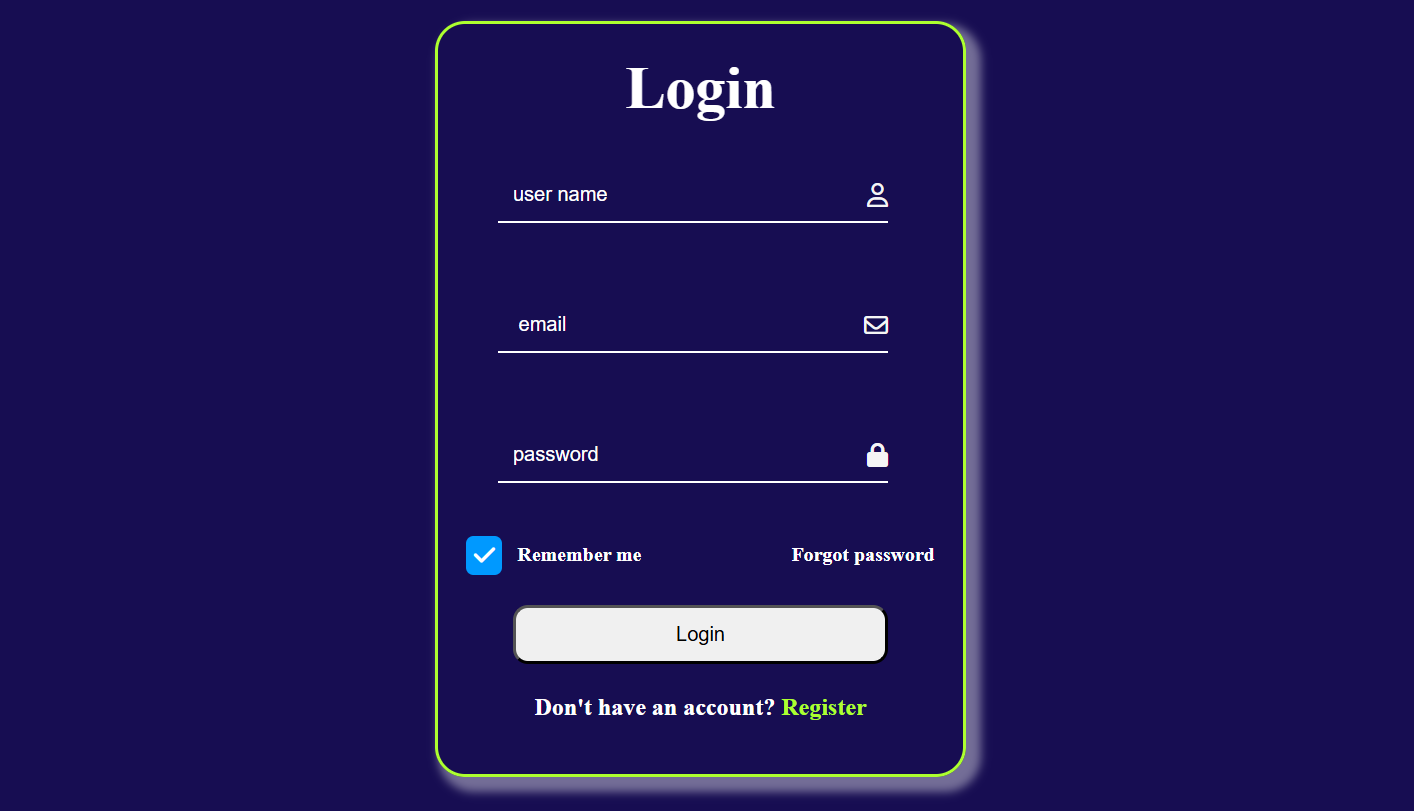 Login
user name
email
password
Remember me Forgot password
Login
Don't have an account? Register